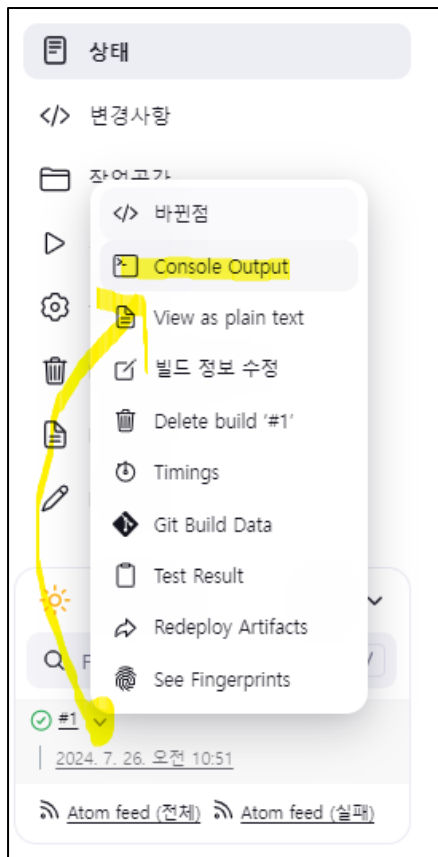 상태
변경사항
바뀐점
Console Output
View as plain text
빌드 정보 수정
Delete build '#1'
Timings
Git Build Data
Test Result
Redeploy Artifacts
See Fingerprints
#1
2024. 7. 26. 오전 10:51
Atom feed (전체) Atom feed (실패)